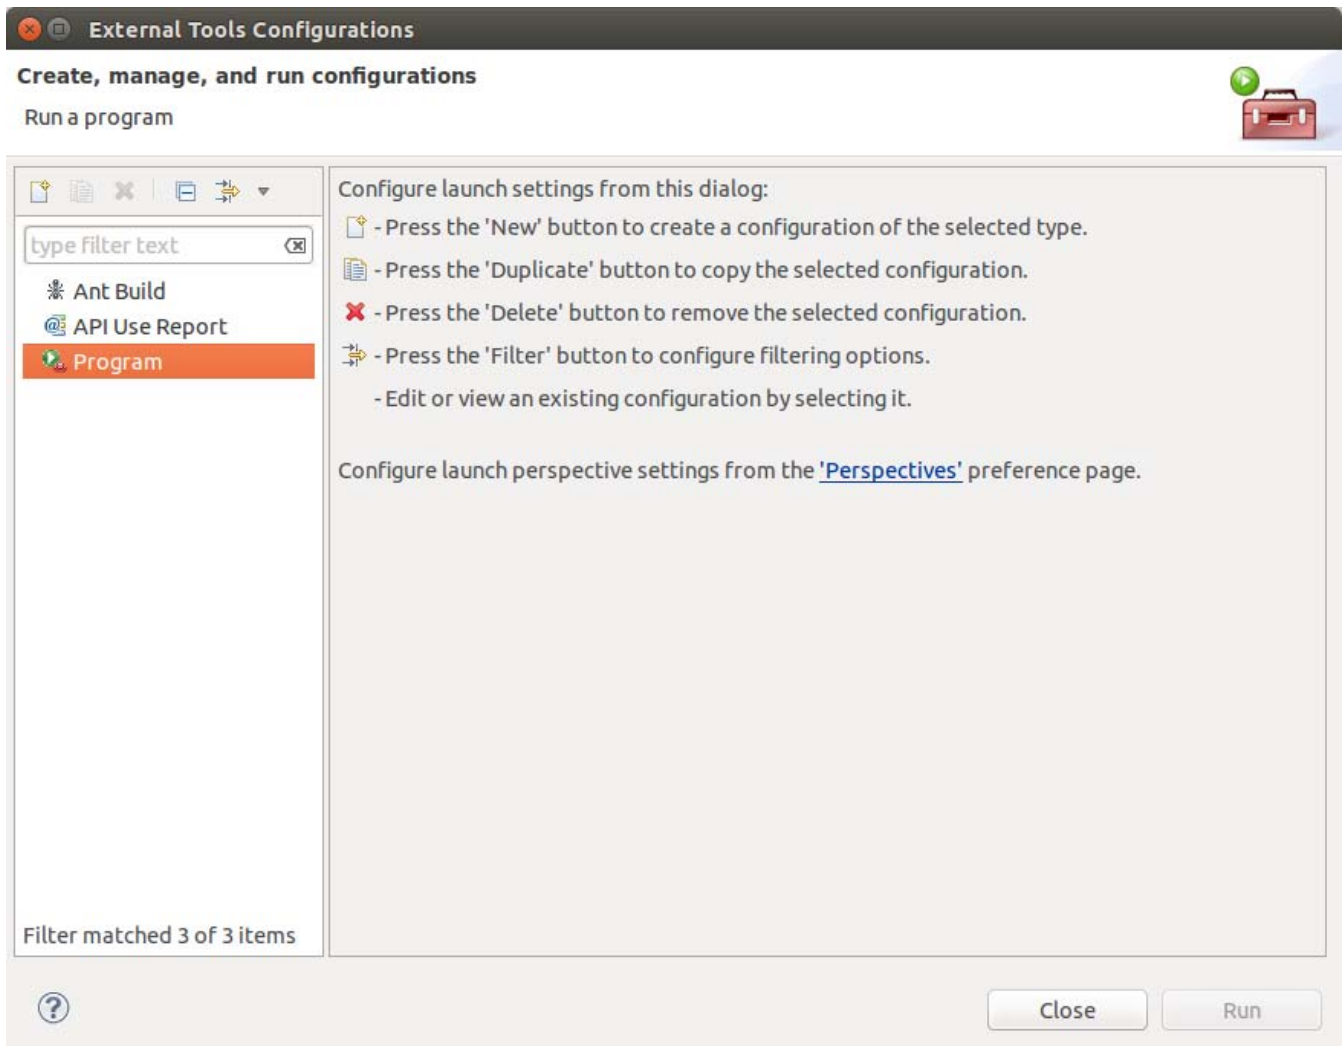 External Tools Configurations
Create, manage, and run configurations
Run a program
type filter text
Ant Build
API Use Report
Program
Filter matched 3 of 3 items
Configure launch settings from this dialog:
- Press the 'New' button to create a configuration of the selected type.
- Press the 'Duplicate' button to copy the selected configuration.
- Press the 'Delete' button to remove the selected configuration.
- Press the 'Filter' button to configure filtering options.
- Edit or view an existing configuration by selecting it.
Configure launch perspective settings from the 'Perspectives' preference page.
Close
Run